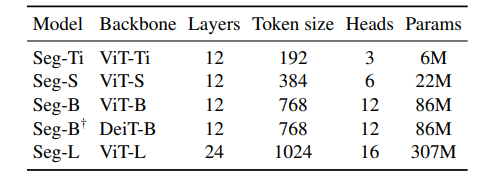 Model Backbone Layers Token size Heads Params
Seg-Ti ViT-Ti 12 192 3 6M
Seg-S ViT-S 12 384 6 22M
Seg-B ViT-B 12 768 12 86M
Seg-B† DeiT-B 12 768 12 86M
Seg-L ViT-L 24 1024 16 307M